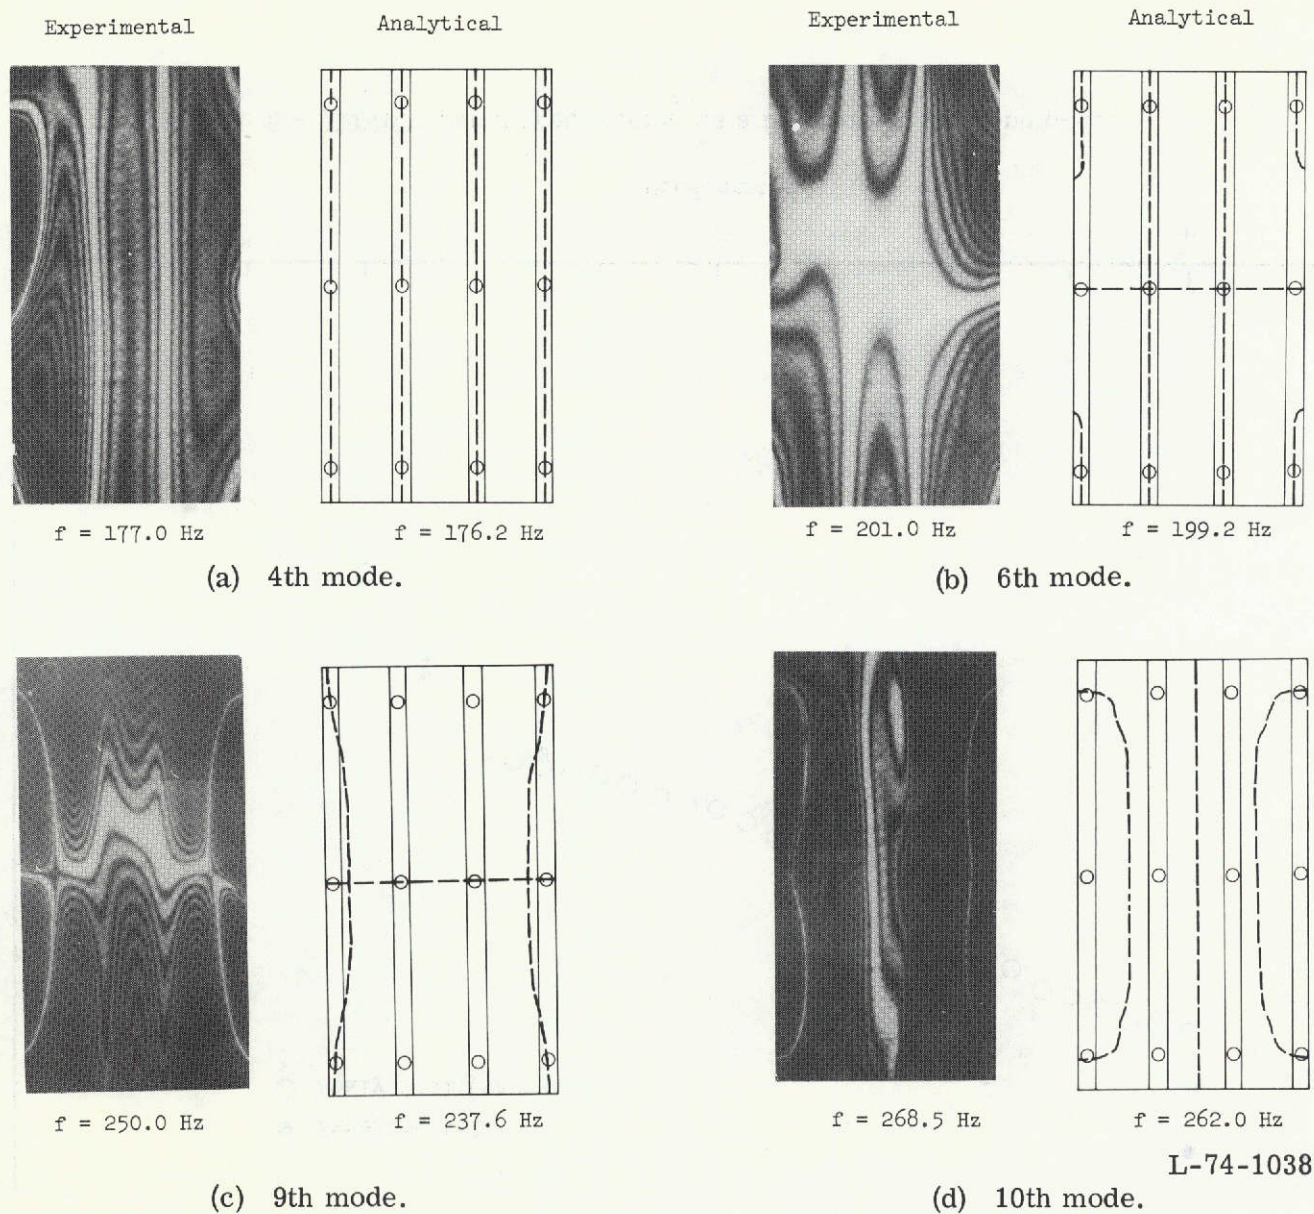 Experimental
Analytical
Experimental
Analytical
f = 177.0 Hz
f = 176.2 Hz
f = 201.0 Hz
f = 199.2 Hz
(a) 4th mode.
(b) 6th mode.
f = 250.0 Hz
f = 237.6 Hz
f = 268.5 Hz
f = 262.0 Hz
L-74-1038
(c) 9th mode.
(d) 10th mode.